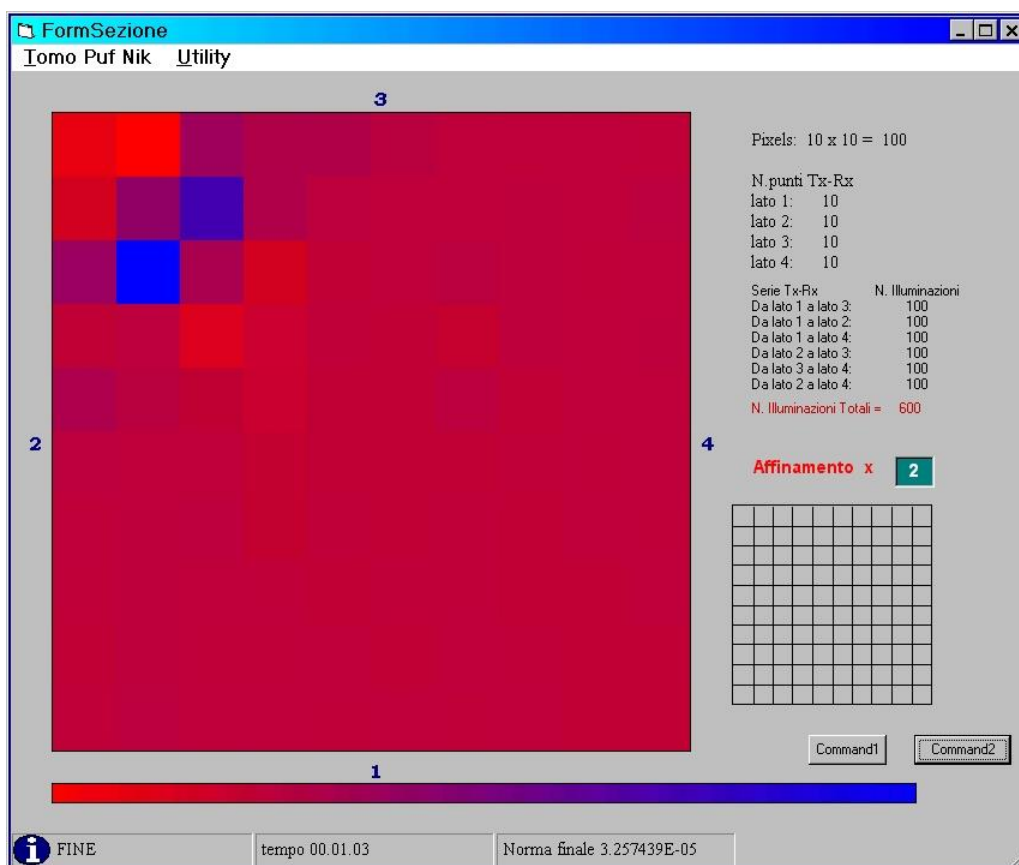 FormSezione
Tomo Puf Nik Utility
3
Pixels: 10 x 10 = 100
N.punti Tx-Rx
lato 1: 10
lato 2: 10
lato 3: 10
lato 4: 10
Serie Tx-Rx N. Illuminazioni
Da lato 1 a lato 3: 100
Da lato 1 a lato 2: 100
Da lato 1 a lato 4: 100
Da lato 2 a lato 3: 100
Da lato 3 a lato 4: 100
Da lato 2 a lato 4: 100
N. Illuminazioni Totali = 600
2
4
Affinamento x 2
Command1 Command2
1
FINE tempo 00.01.03 Norma finale 3.257439E-05